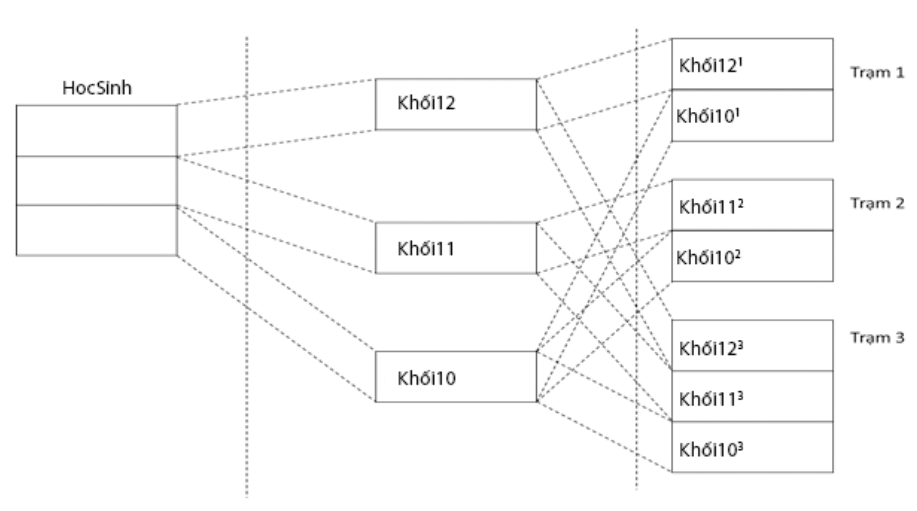 HocSinh
Khối12
Khối11
Khối10
Khối12¹
Khối10¹
Trạm 1
Khối11²
Khối10²
Trạm 2
Khối12³
Khối11³
Khối10³
Trạm 3